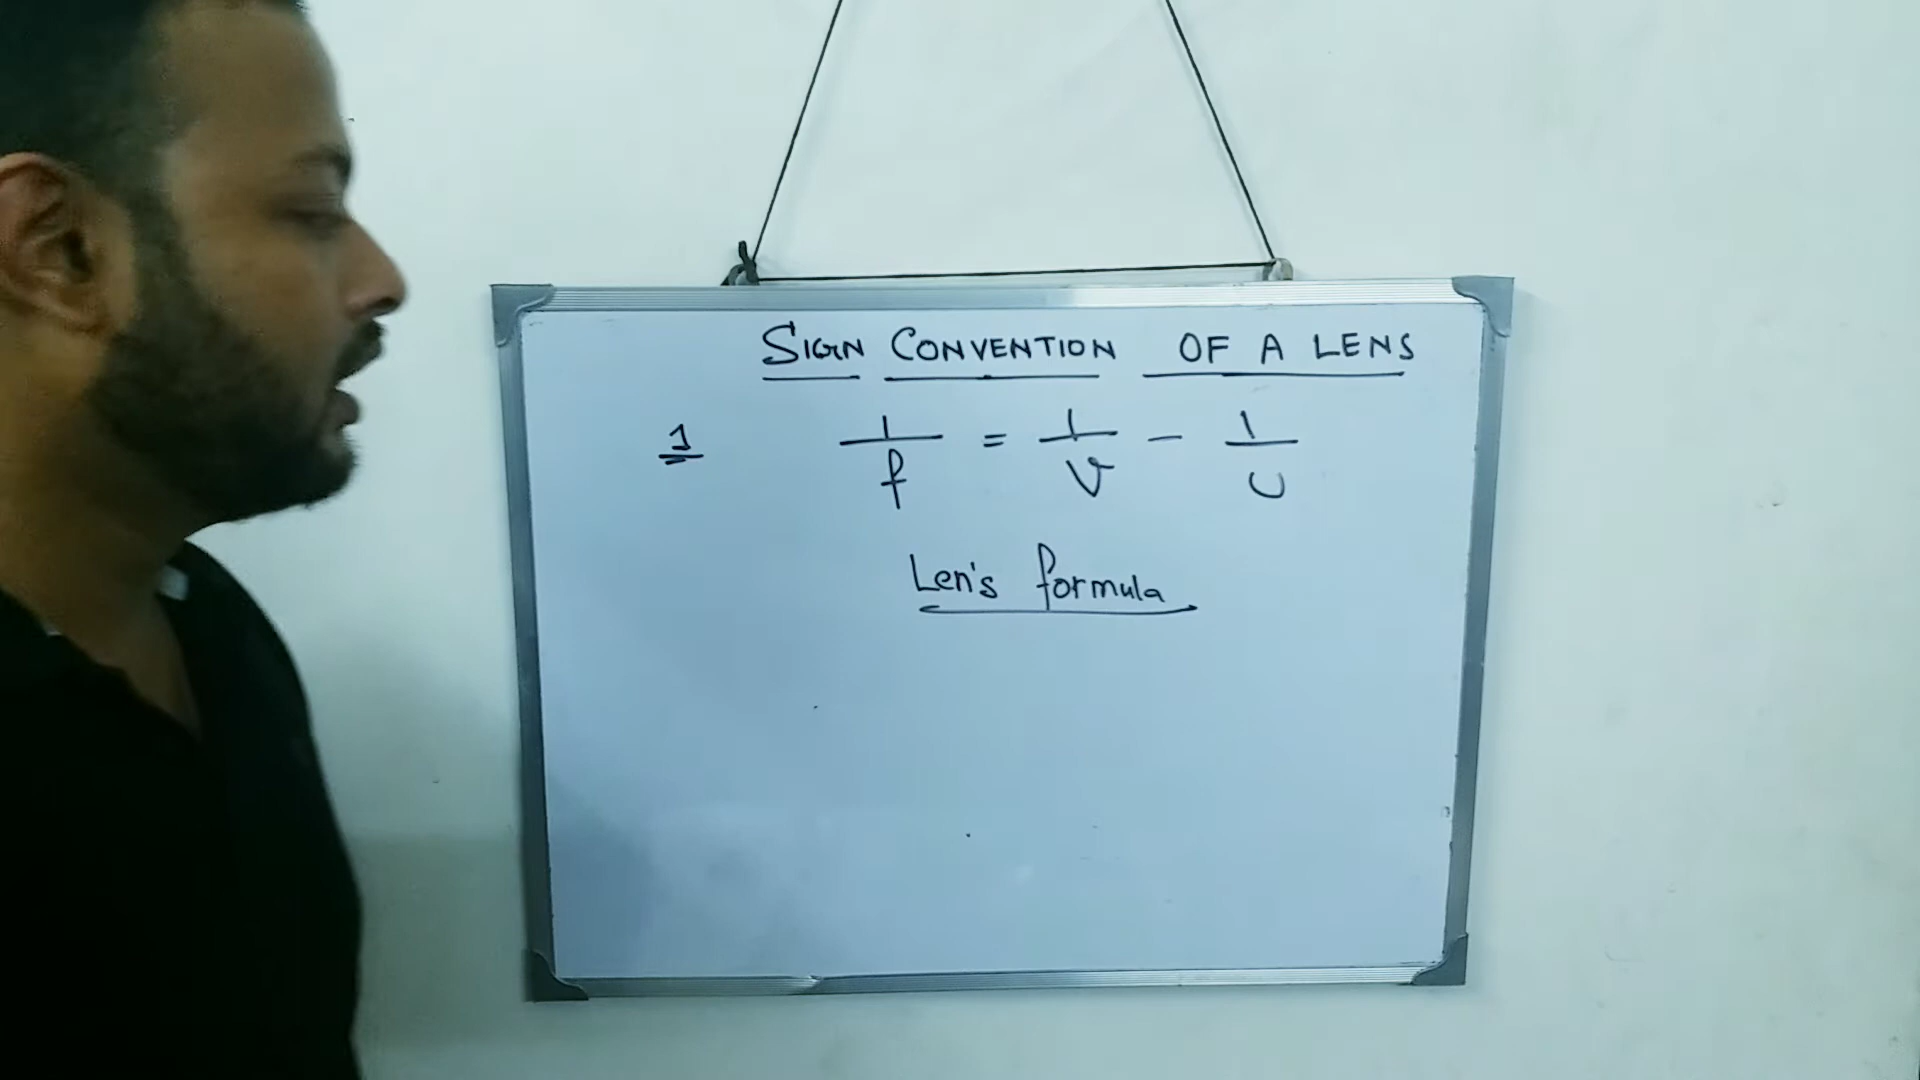 SIGN CONVENTION OF A LENS
1 1/f = 1/v - 1/u
Len's formula